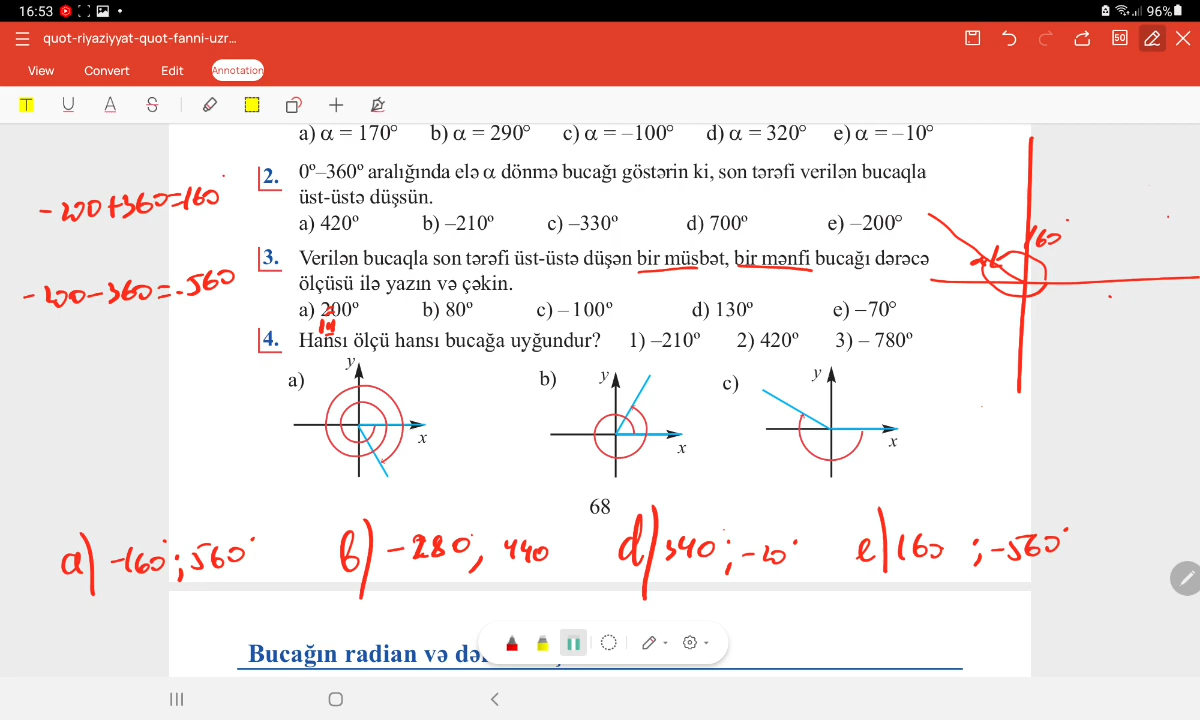 16:53 96%
quot-riyaziyyat-quot-fanni-uzr...
50
View Convert Edit Annotation
T U A S
a) α = 170° b) α = 290° c) α = –100° d) α = 320° e) α = –10°
2. 0º–360º aralığında elə α dönmə bucağı göstərin ki, son tərəfi verilən bucaqla
üst-üstə düşsün.
a) 420º b) –210º c) –330º d) 700º e) –200º
-200+360=160
3. Verilən bucaqla son tərəfi üst-üstə düşən bir müsbət, bir mənfi bucağı dərəcə
ölçüsü ilə yazın və çəkin.
a) 200º b) 80º c) – 100º d) 130º e) –70º
-200-360=-560
160°
4. Hansı ölçü hansı bucağa uyğundur? 1) –210º 2) 420º 3) – 780º
a) y x
b) y x
c) y x
68
a) -160°; 560° b) -280°, 440 d) 340°; -20° e) 160°; -560°
Bucağın radian və də